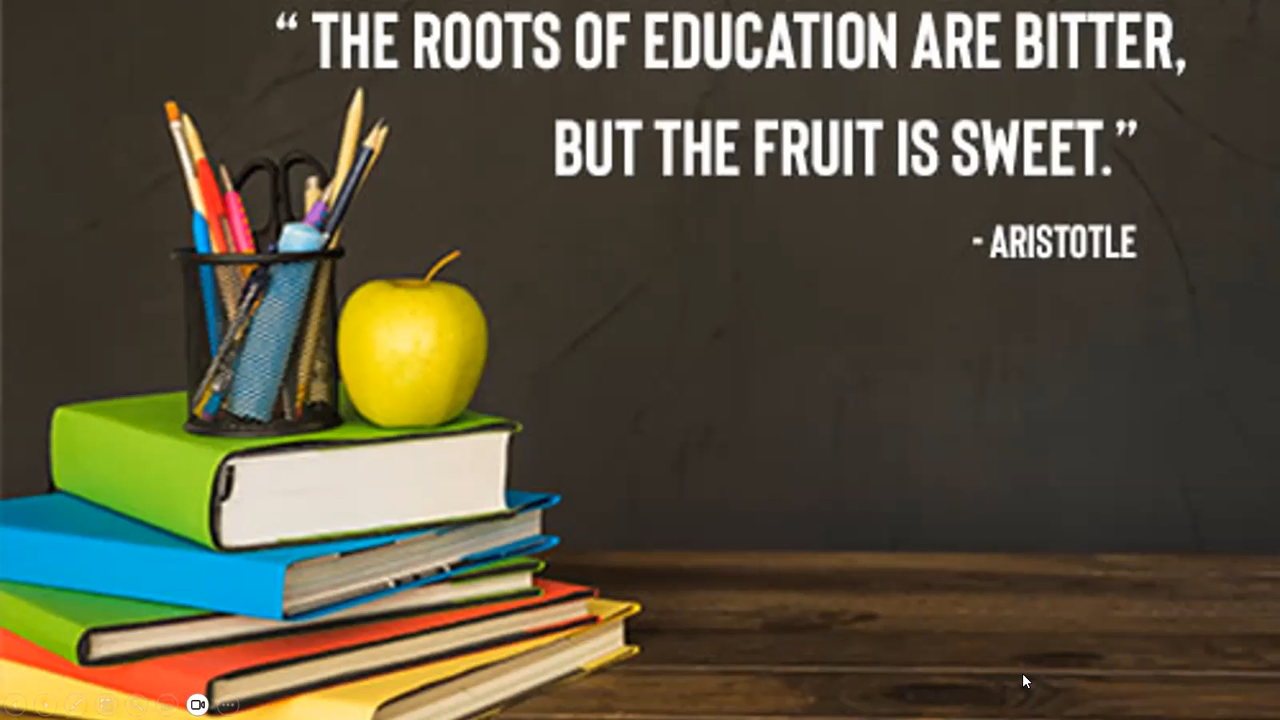 “ THE ROOTS OF EDUCATION ARE BITTER,
BUT THE FRUIT IS SWEET.”
- ARISTOTLE